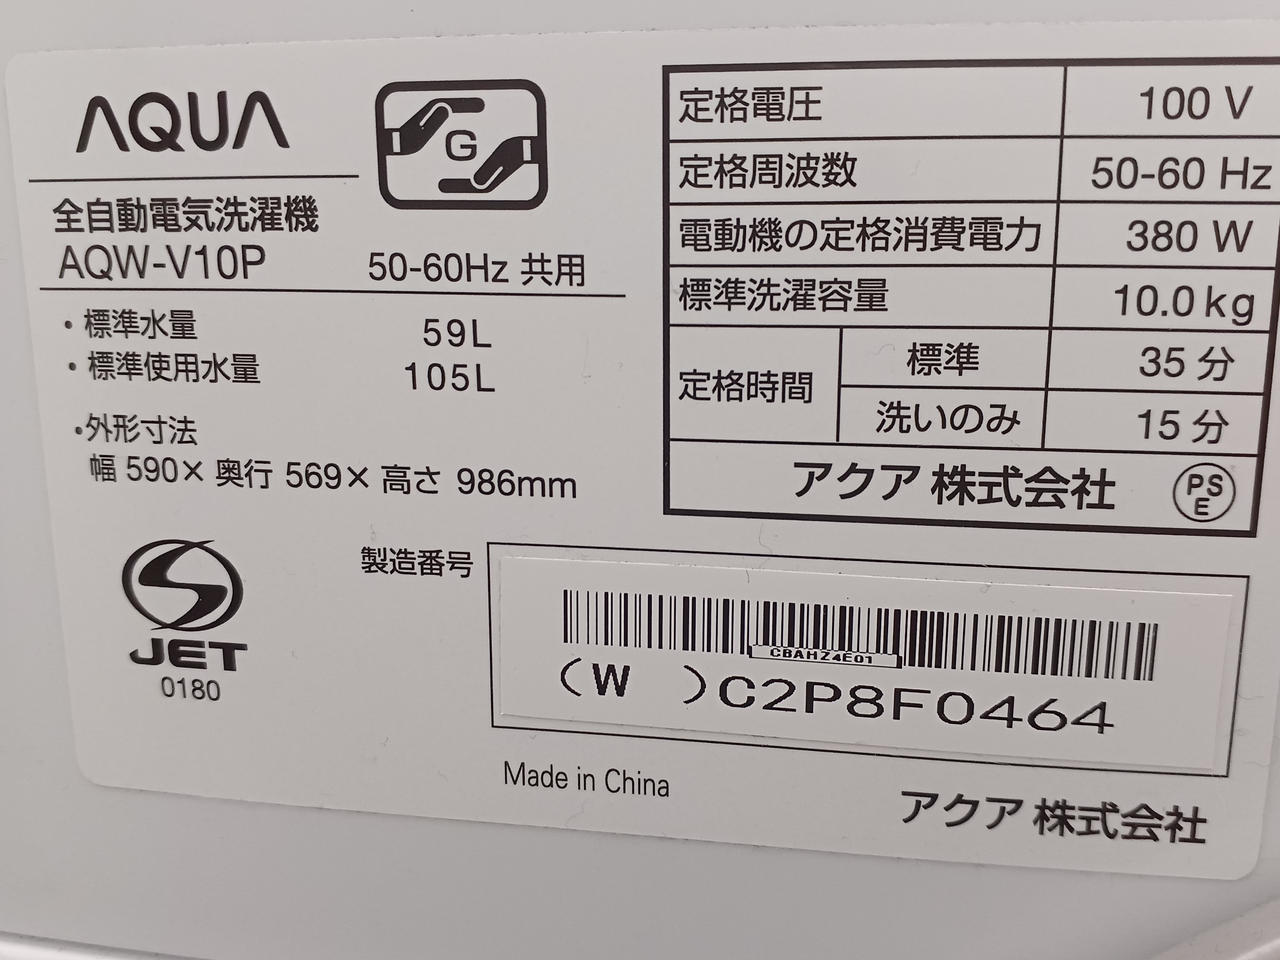 AQUA
G
全自動電気洗濯機
AQW-V10P
50-60Hz 共用
・標準水量 59L
・標準使用水量 105L
・外形寸法
幅 590× 奥行 569× 高さ 986mm
定格電圧 100 V
定格周波数 50-60 Hz
電動機の定格消費電力 380 W
標準洗濯容量 10.0kg
定格時間 標準 35 分
洗いのみ 15 分
アクア 株式会社 PSE
JET
0180
製造番号
CBAHZ4E01
(W )C2P8F0464
Made in China
アクア 株式会社